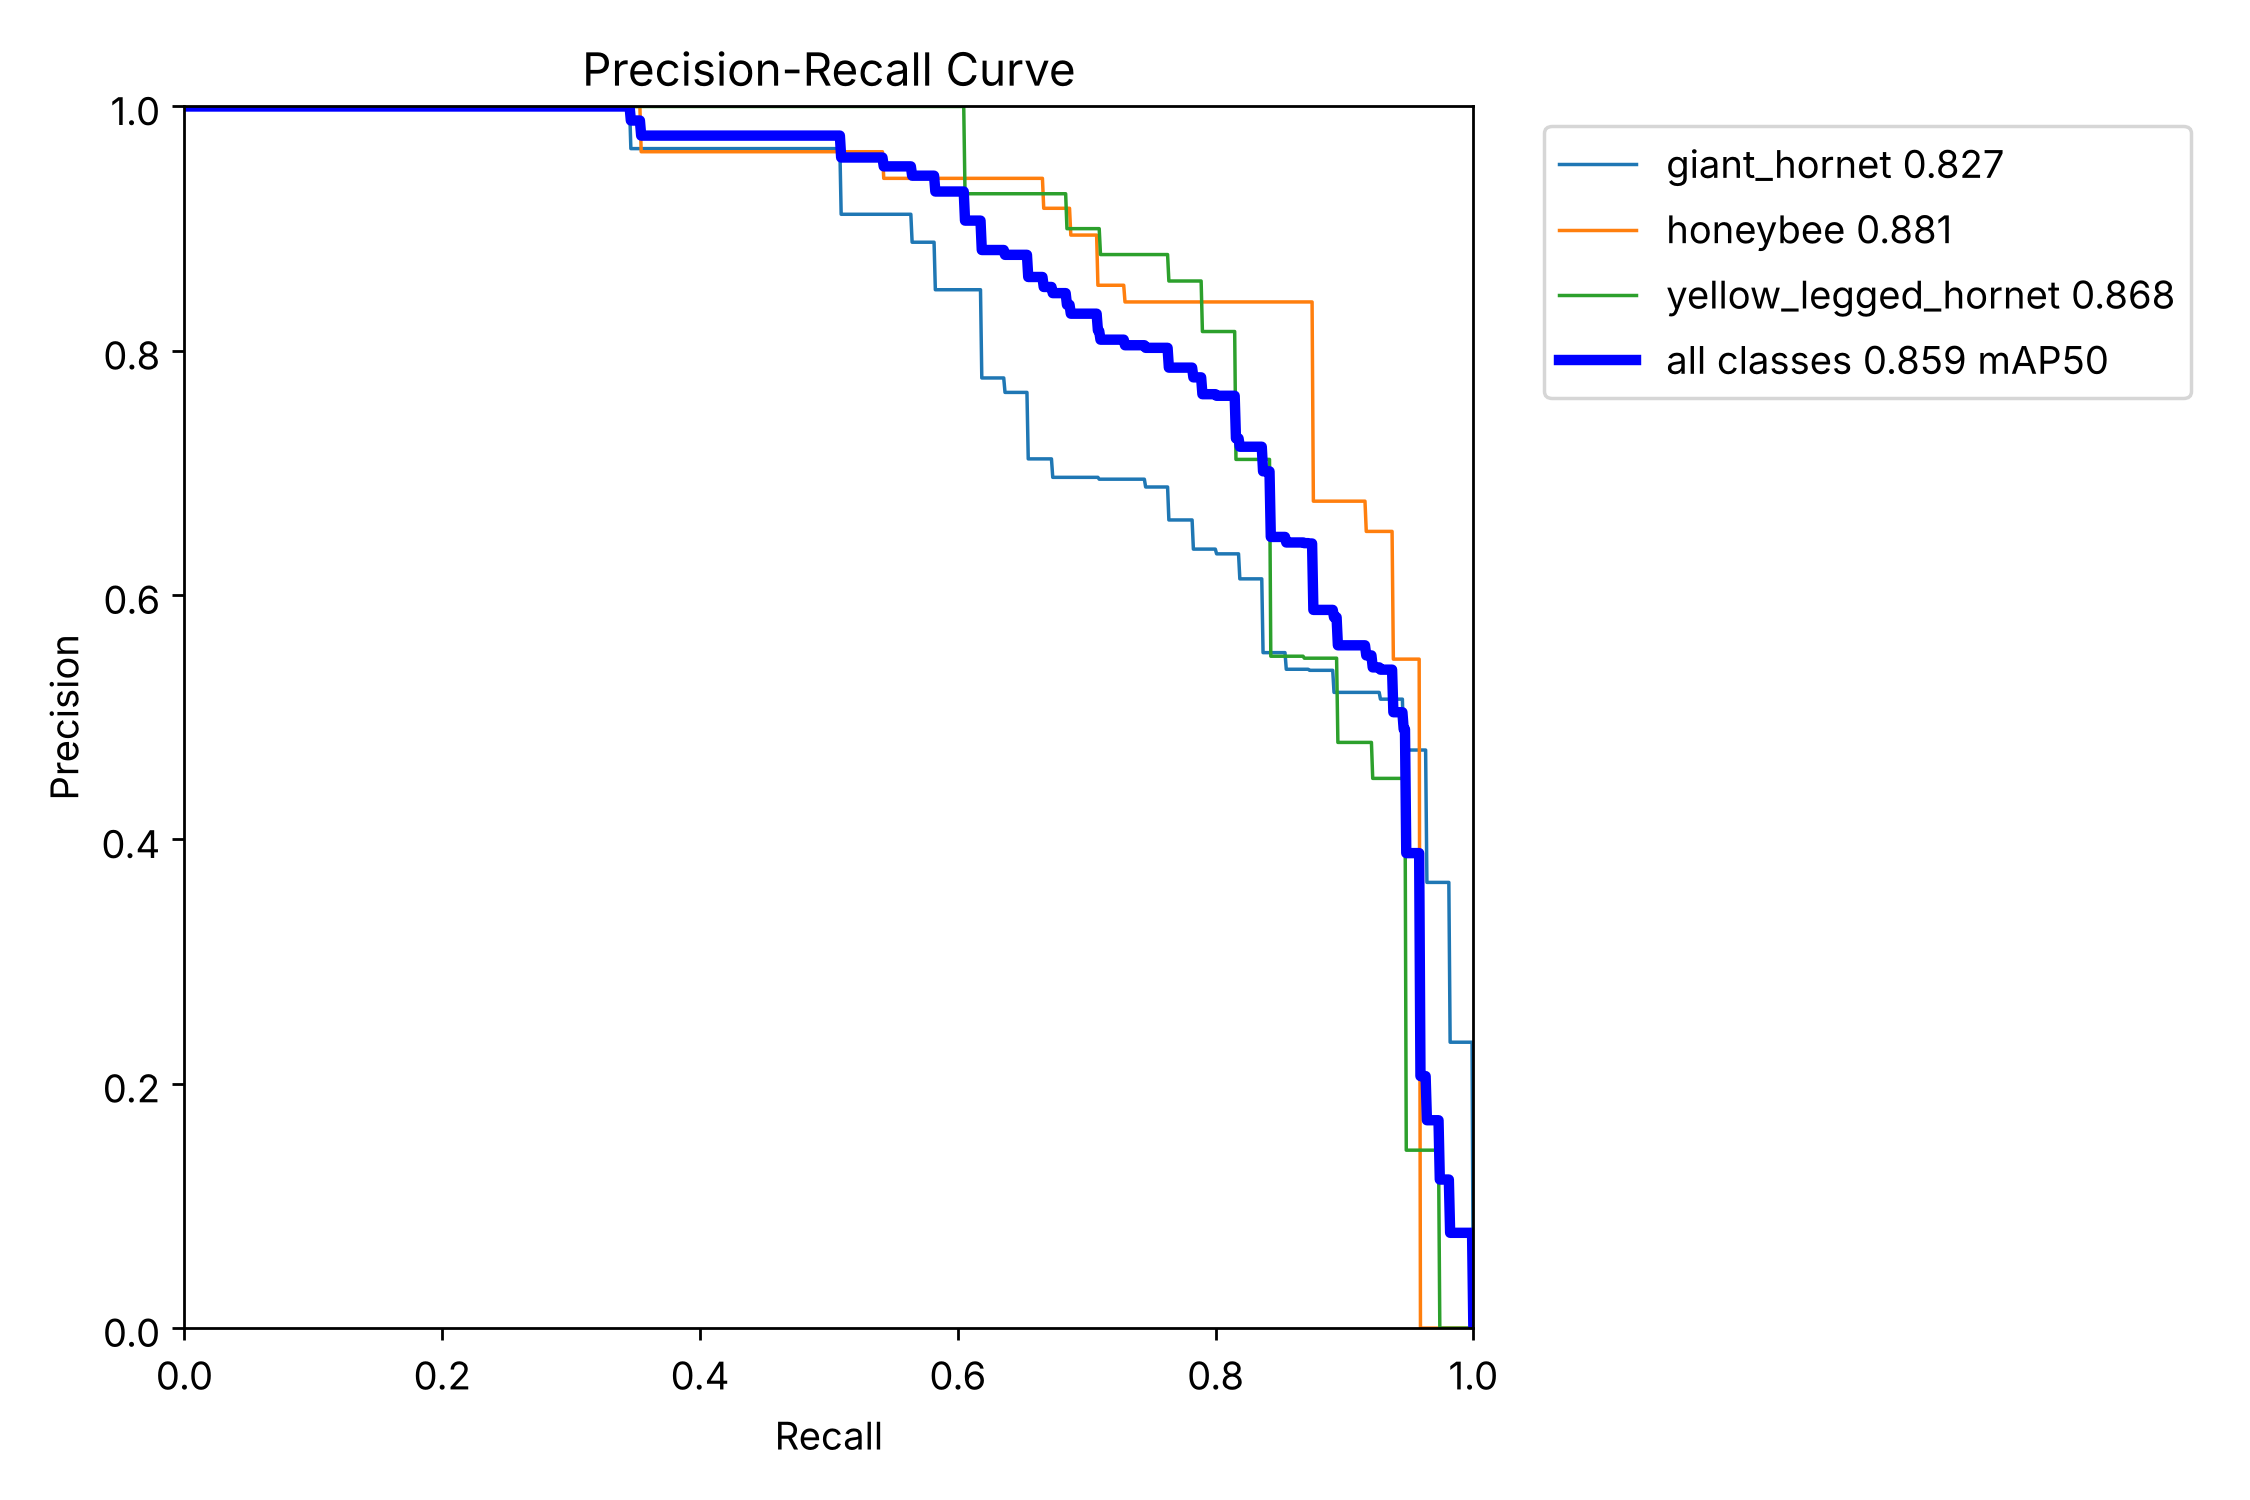 Precision-Recall Curve
1.0
0.8
0.6
0.4
0.2
0.0
Precision
0.0 0.2 0.4 0.6 0.8 1.0
Recall
giant_hornet 0.827
honeybee 0.881
yellow_legged_hornet 0.868
all classes 0.859 mAP50